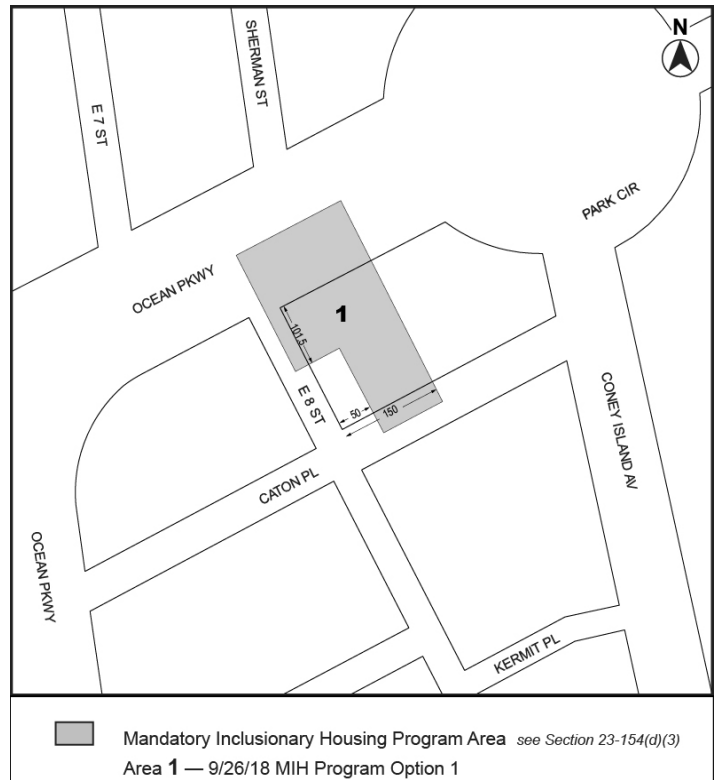 N
SHERMAN ST
E 7 ST
PARK CIR
OCEAN PKWY
1
101.5
E 8 ST
50
150
CONEY ISLAND AV
CATON PL
OCEAN PKWY
KERMIT PL
Mandatory Inclusionary Housing Program Area see Section 23-154(d)(3)
Area 1 — 9/26/18 MIH Program Option 1